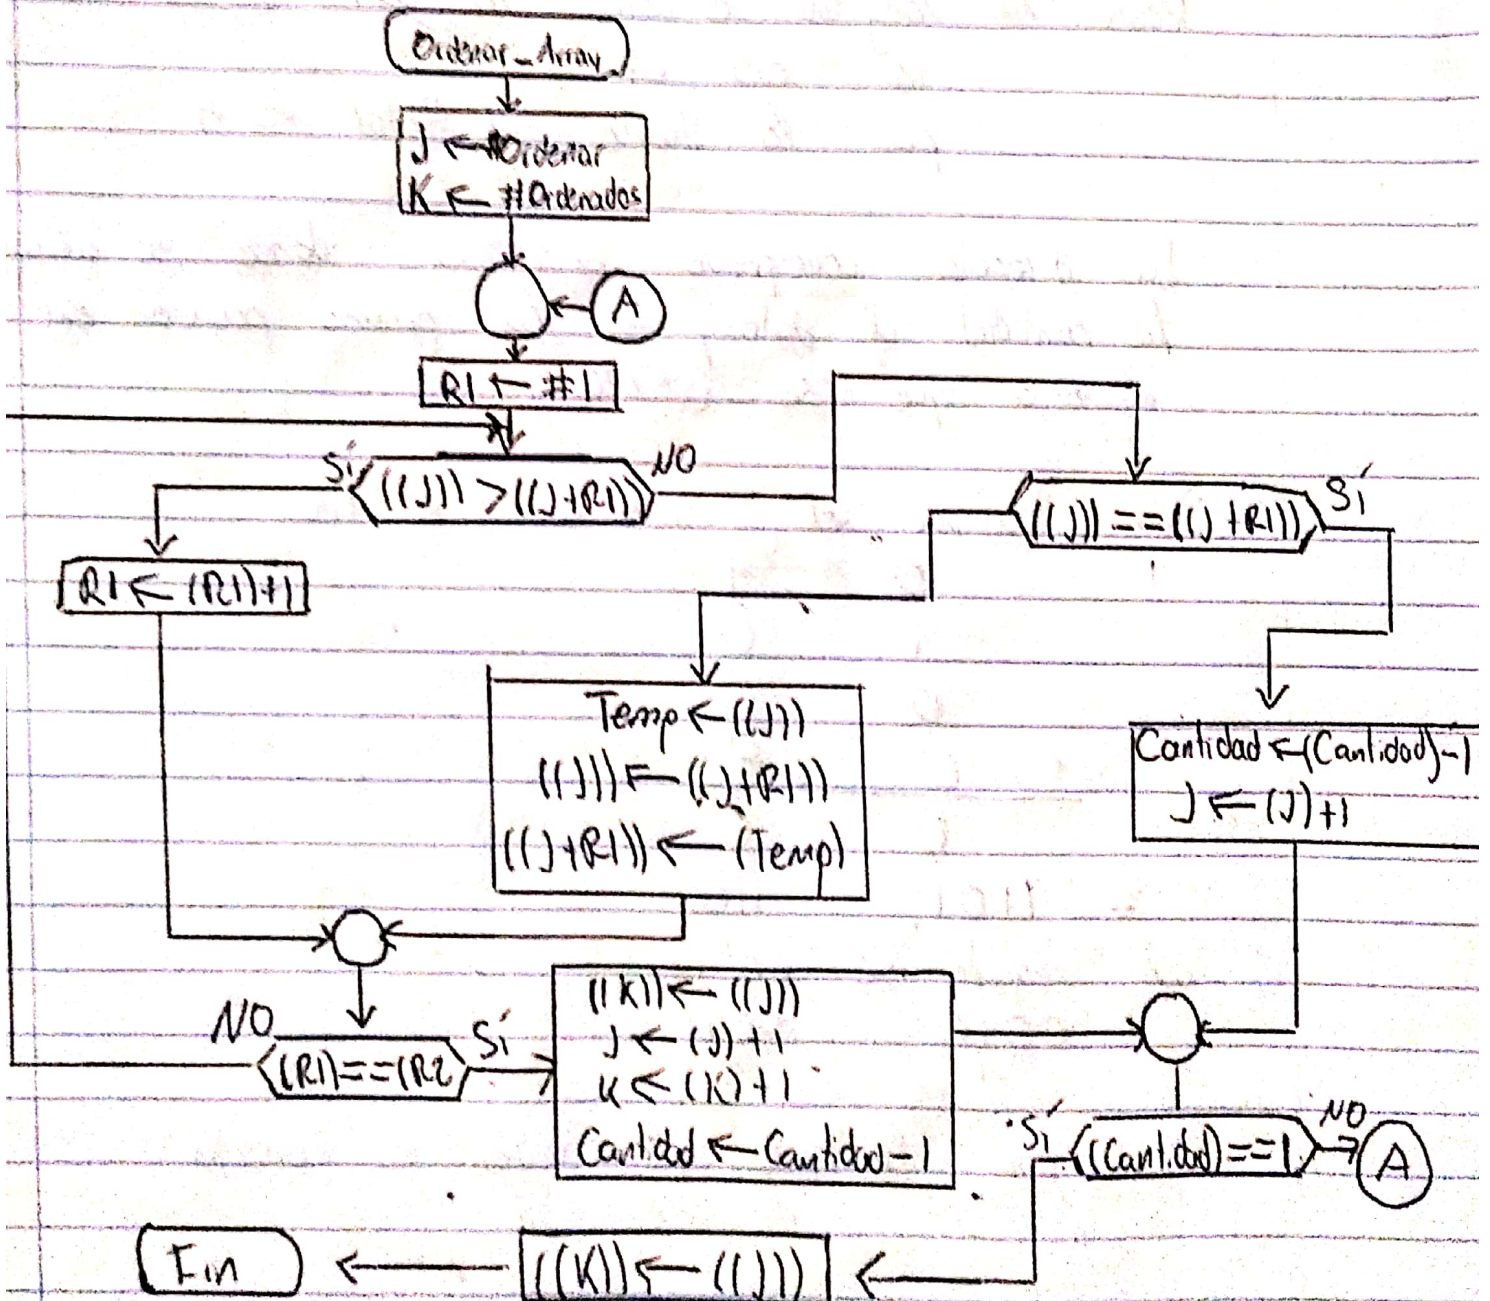 Ordenar_Array
J ← #Ordenar
K ← #Ordenados
A
R1 ← #1
Sí
((J)) > ((J+R1))
NO
((J)) == ((J+R1))
Sí
R1 ← (R1)+1
Temp ← ((J))
((J)) ← ((J+R1))
((J+R1)) ← (Temp)
Cantidad ← (Cantidad)-1
J ← (J)+1
NO
(R1)==(R2
Sí
((K)) ← ((J))
J ← (J)+1
K ← (K)+1
Cantidad ← Cantidad-1
Sí
((Cantidad)==1
NO
A
((K)) ← ((J))
Fin